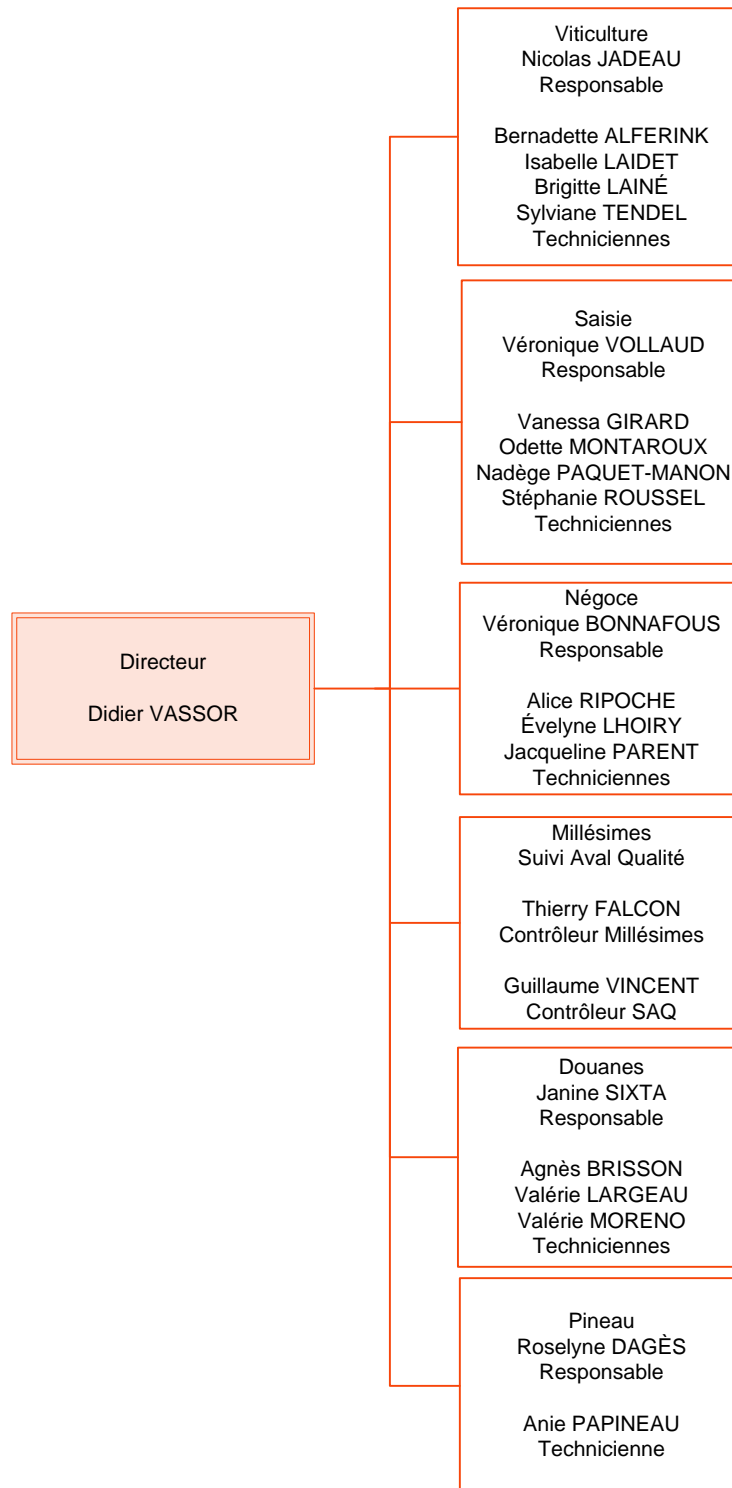 Directeur
Didier VASSOR
Viticulture
Nicolas JADEAU
Responsable
Bernadette ALFERINK
Isabelle LAIDET
Brigitte LAINÉ
Sylviane TENDEL
Techniciennes
Saisie
Véronique VOLLAUD
Responsable
Vanessa GIRARD
Odette MONTAROUX
Nadège PAQUET-MANON
Stéphanie ROUSSEL
Techniciennes
Négoce
Véronique BONNAFOUS
Responsable
Alice RIPOCHE
Évelyne LHOIRY
Jacqueline PARENT
Techniciennes
Millésimes
Suivi Aval Qualité
Thierry FALCON
Contrôleur Millésimes
Guillaume VINCENT
Contrôleur SAQ
Douanes
Janine SIXTA
Responsable
Agnès BRISSON
Valérie LARGEAU
Valérie MORENO
Techniciennes
Pineau
Roselyne DAGÈS
Responsable
Anie PAPINEAU
Technicienne